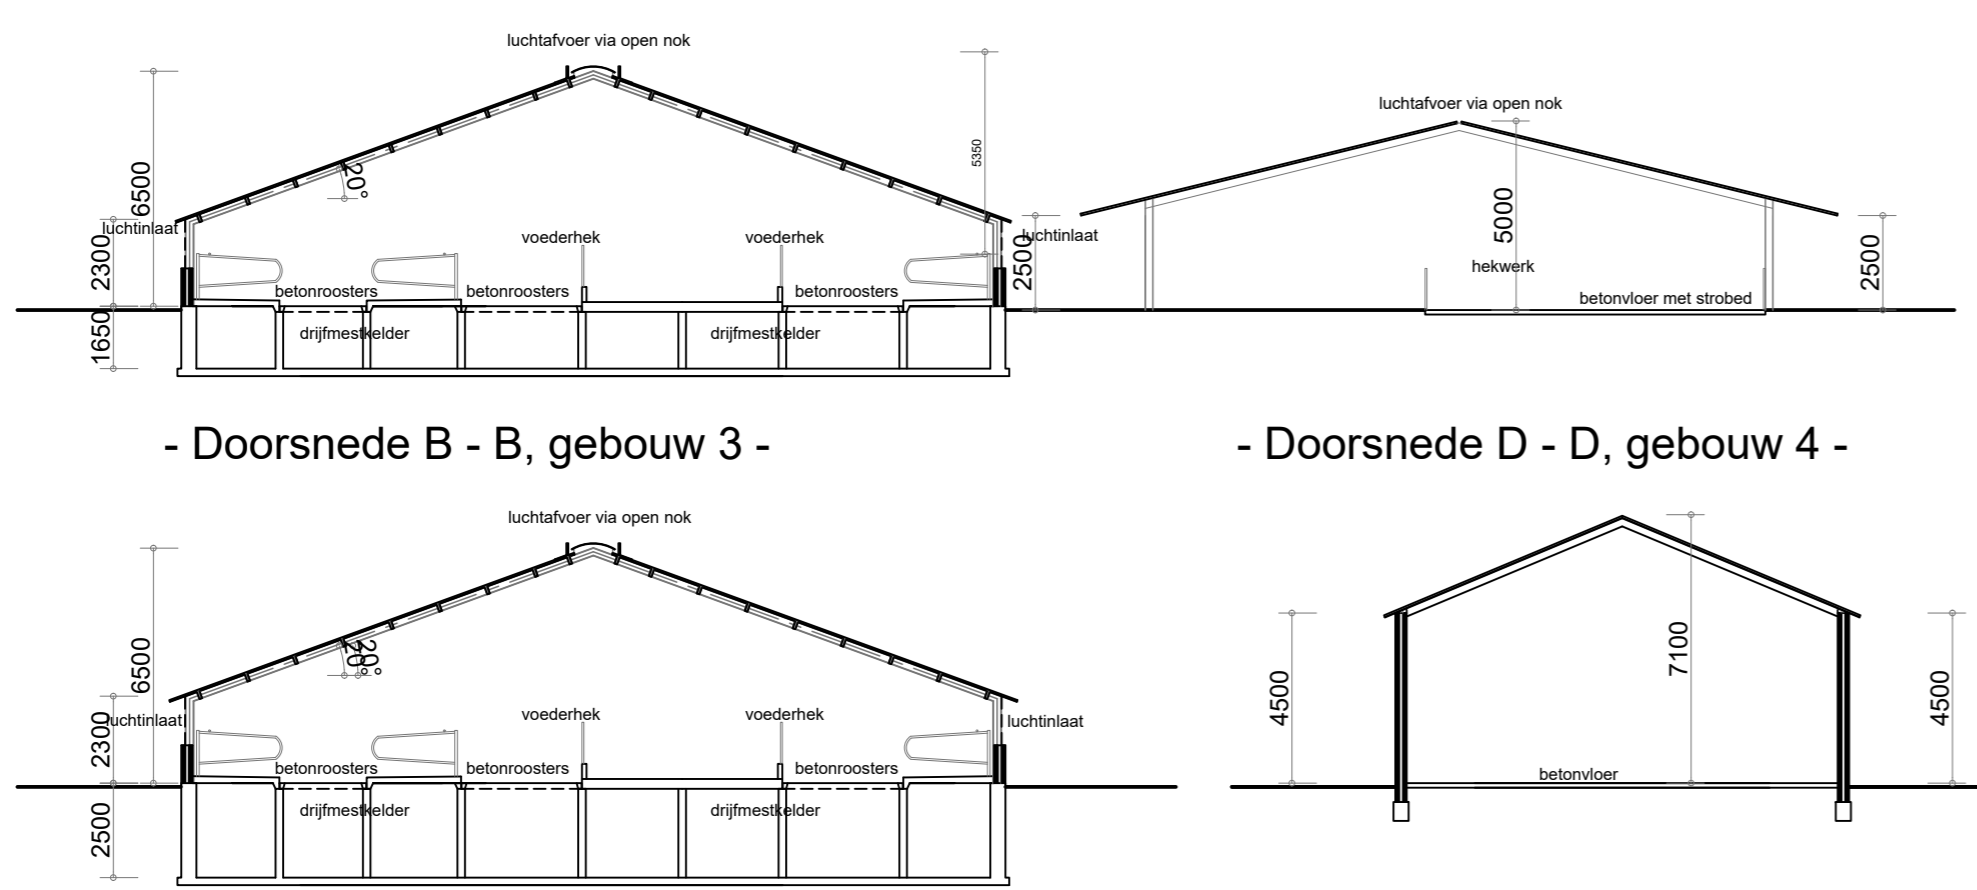 luchtafvoer via open nok
6500
2300
1650
20°
luchtinlaat
voederhek
voederhek
betonroosters
betonroosters
betonroosters
drijfmestkelder
drijfmestkelder
5350
2500
luchtinlaat
- Doorsnede B - B, gebouw 3 -
luchtafvoer via open nok
5000
hekwerk
betonvloer met strobed
2500
- Doorsnede D - D, gebouw 4 -
luchtafvoer via open nok
6500
2300
2500
20°
20°
luchtinlaat
voederhek
voederhek
luchtinlaat
betonroosters
betonroosters
betonroosters
drijfmestkelder
drijfmestkelder
4500
7100
4500
betonvloer